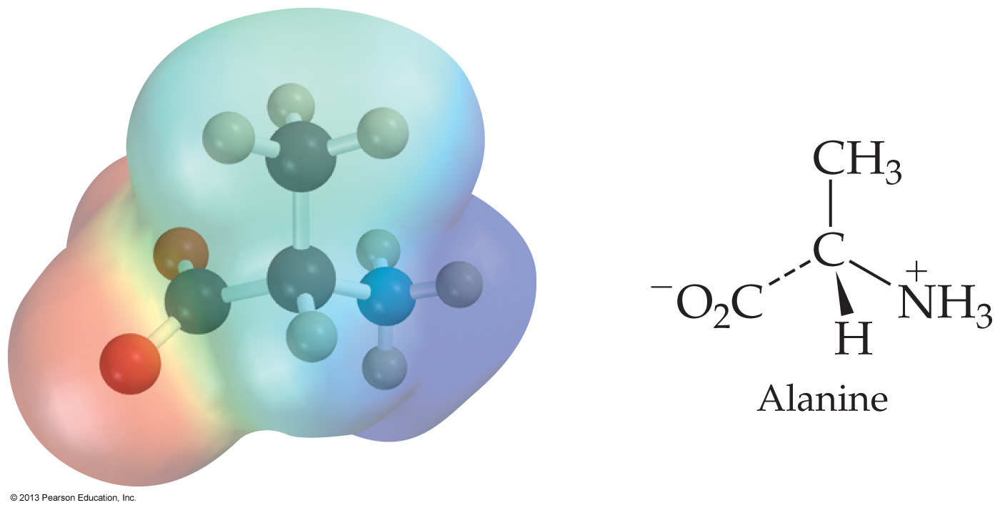 CH₃
C
⁻O₂C
+
NH₃
H
Alanine
© 2013 Pearson Education, Inc.